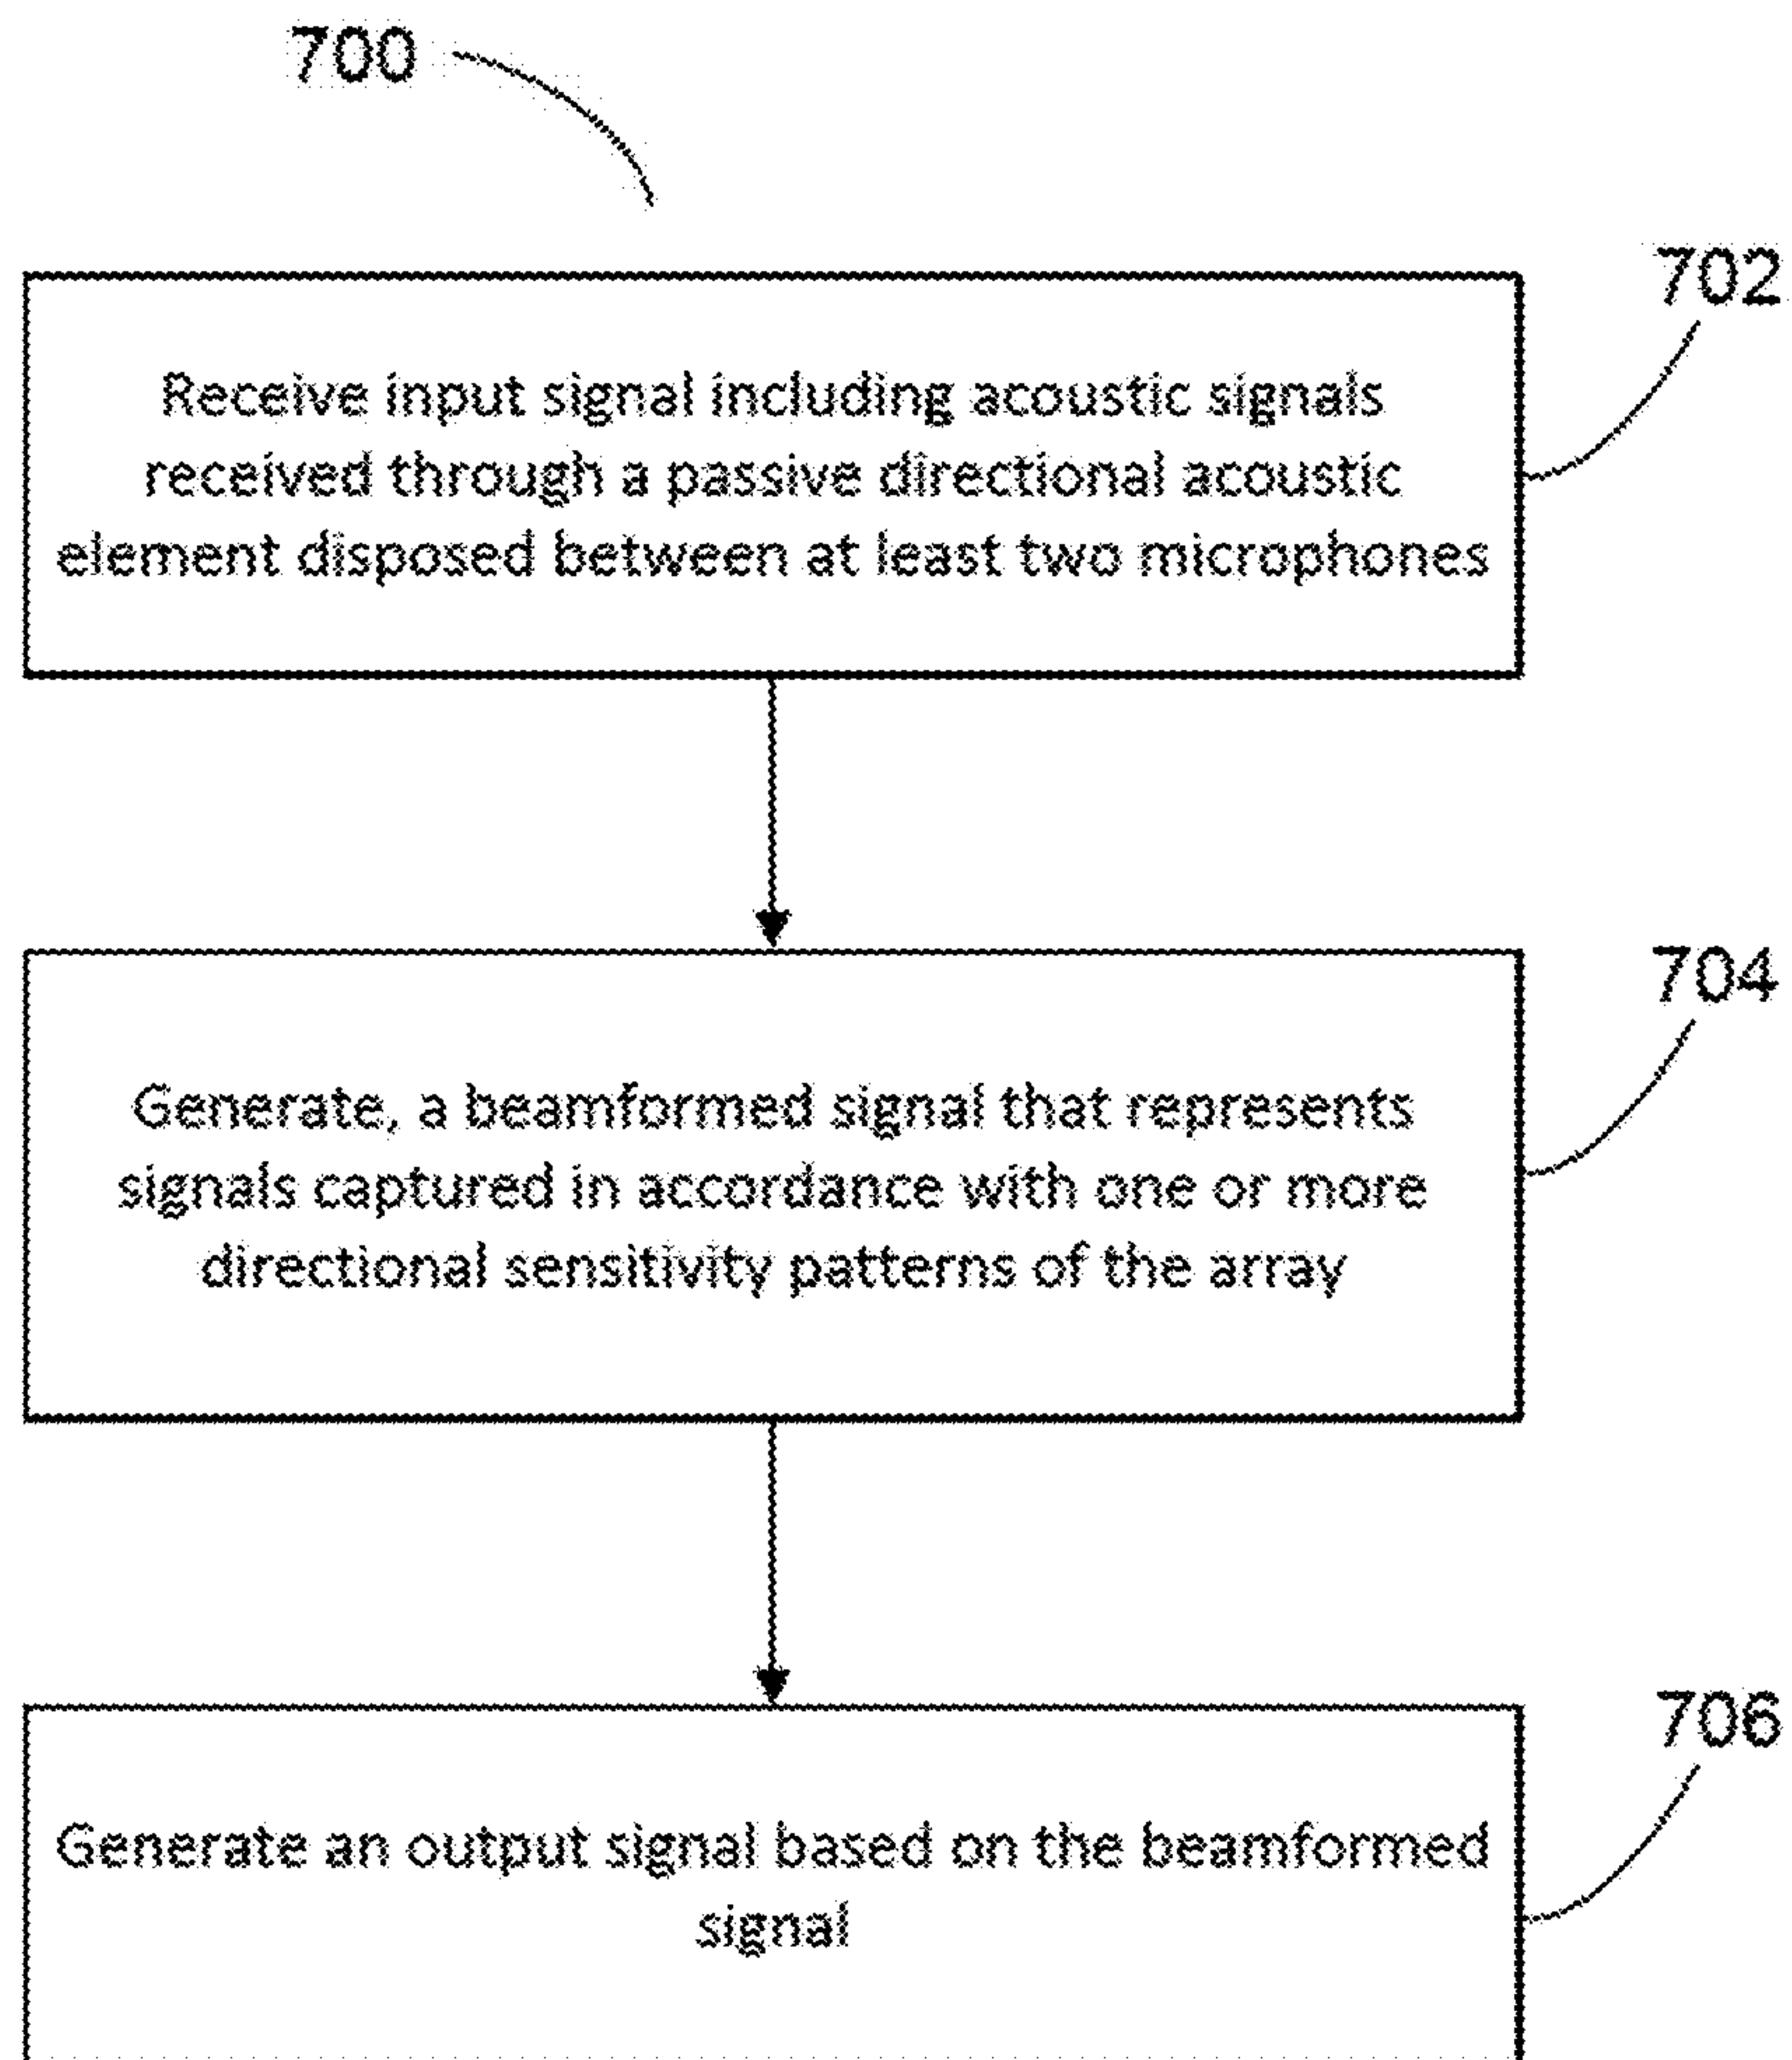 700
702
Receive input signal including acoustic signals
received through a passive directional acoustic
element disposed between at least two microphones
704
Generate, a beamformed signal that represents
signals captured in accordance with one or more
directional sensitivity patterns of the array
706
Generate an output signal based on the beamformed
signal